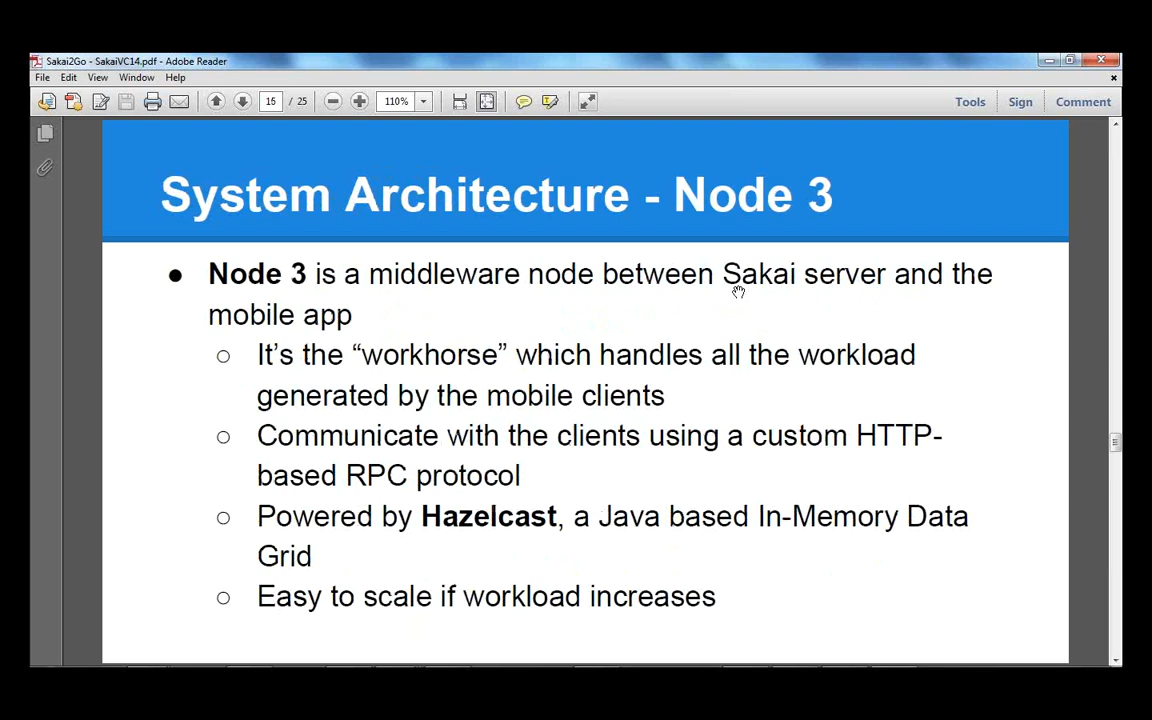 Sakai2Go - SakaiVC14.pdf - Adobe Reader
File Edit View Window Help
16 / 25 110% Tools Sign Comment
System Architecture - Node 3
● Node 3 is a middleware node between Sakai server and the
mobile app
○ It's the “workhorse” which handles all the workload
generated by the mobile clients
○ Communicate with the clients using a custom HTTP-
based RPC protocol
○ Powered by Hazelcast, a Java based In-Memory Data
Grid
○ Easy to scale if workload increases